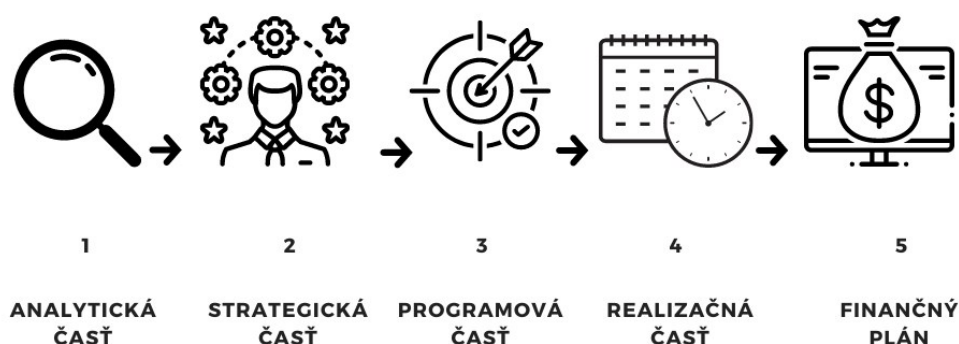 1
2
3
4
5
ANALYTICKÁ
ČASŤ
STRATEGICKÁ
ČASŤ
PROGRAMOVÁ
ČASŤ
REALIZAČNÁ
ČASŤ
FINANČNÝ
PLÁN